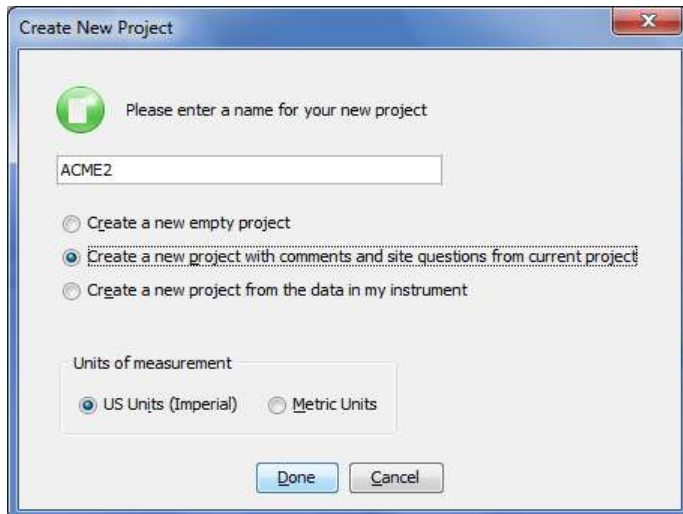 Create New Project
Please enter a name for your new project
ACME2
Create a new empty project
Create a new project with comments and site questions from current project
Create a new project from the data in my instrument
Units of measurement
US Units (Imperial) Metric Units
Done Cancel